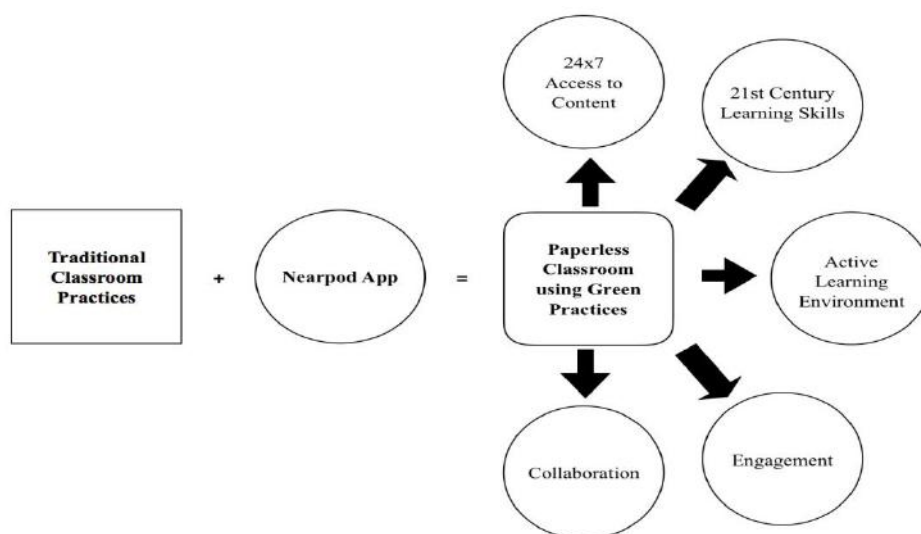 24x7
Access to
Content
21st Century
Learning Skills
Traditional
Classroom
Practices
+
Nearpod App
=
Paperless
Classroom
using Green
Practices
Active
Learning
Environment
Collaboration
Engagement